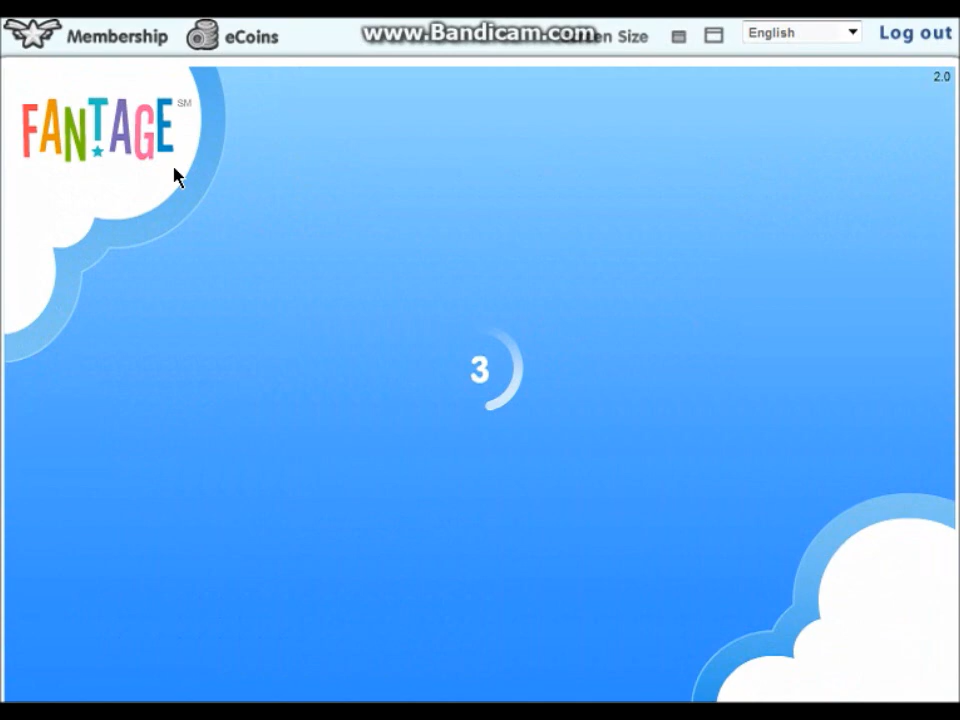 Membership
eCoins
www.Bandicam.com
en Size
English
Log out
2.0
FANTAGE SM
3